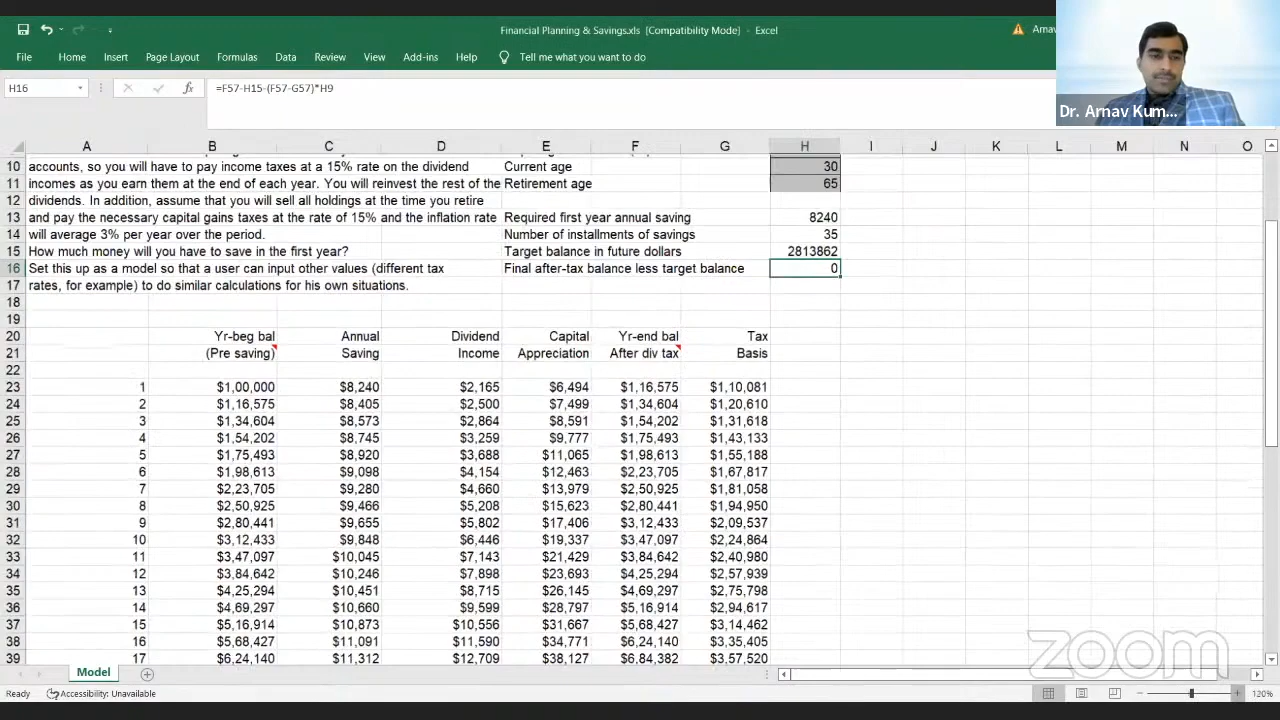 Financial Planning & Savings.xls [Compatibility Mode] - Excel
Arnav
File Home Insert Page Layout Formulas Data Review View Add-ins Help Tell me what you want to do
H16 fx =F57-H15-(F57-G57)*H9
Dr. Arnav Kum...
A B C D E F G H I J K L M N O
10 accounts, so you will have to pay income taxes at a 15% rate on the dividend Current age 30
11 incomes as you earn them at the end of each year. You will reinvest the rest of the Retirement age 65
12 dividends. In addition, assume that you will sell all holdings at the time you retire
13 and pay the necessary capital gains taxes at the rate of 15% and the inflation rate Required first year annual saving 8240
14 will average 3% per year over the period. Number of installments of savings 35
15 How much money will you have to save in the first year? Target balance in future dollars 2813862
16 Set this up as a model so that a user can input other values (different tax Final after-tax balance less target balance 0
17 rates, for example) to do similar calculations for his own situations.
18
19
20 Yr-beg bal Annual Dividend Capital Yr-end bal Tax
21 (Pre saving) Saving Income Appreciation After div tax Basis
22
23 1 $1,00,000 $8,240 $2,165 $6,494 $1,16,575 $1,10,081
24 2 $1,16,575 $8,405 $2,500 $7,499 $1,34,604 $1,20,610
25 3 $1,34,604 $8,573 $2,864 $8,591 $1,54,202 $1,31,618
26 4 $1,54,202 $8,745 $3,259 $9,777 $1,75,493 $1,43,133
27 5 $1,75,493 $8,920 $3,688 $11,065 $1,98,613 $1,55,188
28 6 $1,98,613 $9,098 $4,154 $12,463 $2,23,705 $1,67,817
29 7 $2,23,705 $9,280 $4,660 $13,979 $2,50,925 $1,81,058
30 8 $2,50,925 $9,466 $5,208 $15,623 $2,80,441 $1,94,950
31 9 $2,80,441 $9,655 $5,802 $17,406 $3,12,433 $2,09,537
32 10 $3,12,433 $9,848 $6,446 $19,337 $3,47,097 $2,24,864
33 11 $3,47,097 $10,045 $7,143 $21,429 $3,84,642 $2,40,980
34 12 $3,84,642 $10,246 $7,898 $23,693 $4,25,294 $2,57,939
35 13 $4,25,294 $10,451 $8,715 $26,145 $4,69,297 $2,75,798
36 14 $4,69,297 $10,660 $9,599 $28,797 $5,16,914 $2,94,617
37 15 $5,16,914 $10,873 $10,556 $31,667 $5,68,427 $3,14,462
38 16 $5,68,427 $11,091 $11,590 $34,771 $6,24,140 $3,35,405
39 17 $6,24,140 $11,312 $12,709 $38,127 $6,84,382 $3,57,520
zoom
Model
Ready Accessibility: Unavailable 120%